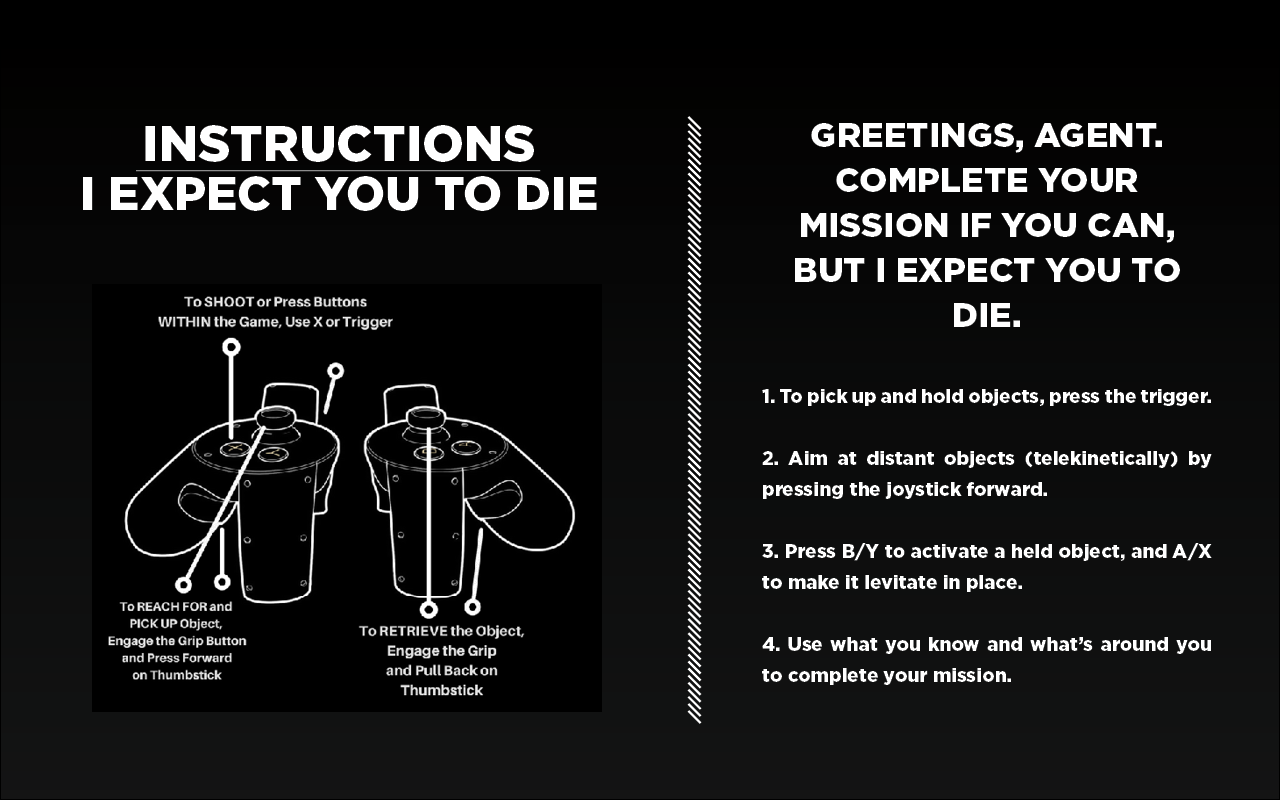 INSTRUCTIONS
I EXPECT YOU TO DIE
To SHOOT or Press Buttons
WITHIN the Game, Use X or Trigger
To REACH FOR and
PICK UP Object,
Engage the Grip Button
and Press Forward
on Thumbstick
To RETRIEVE the Object,
Engage the Grip
and Pull Back on
Thumbstick
GREETINGS, AGENT.
COMPLETE YOUR
MISSION IF YOU CAN,
BUT I EXPECT YOU TO
DIE.
1. To pick up and hold objects, press the trigger.
2. Aim at distant objects (telekinetically) by
pressing the joystick forward.
3. Press B/Y to activate a held object, and A/X
to make it levitate in place.
4. Use what you know and what's around you
to complete your mission.